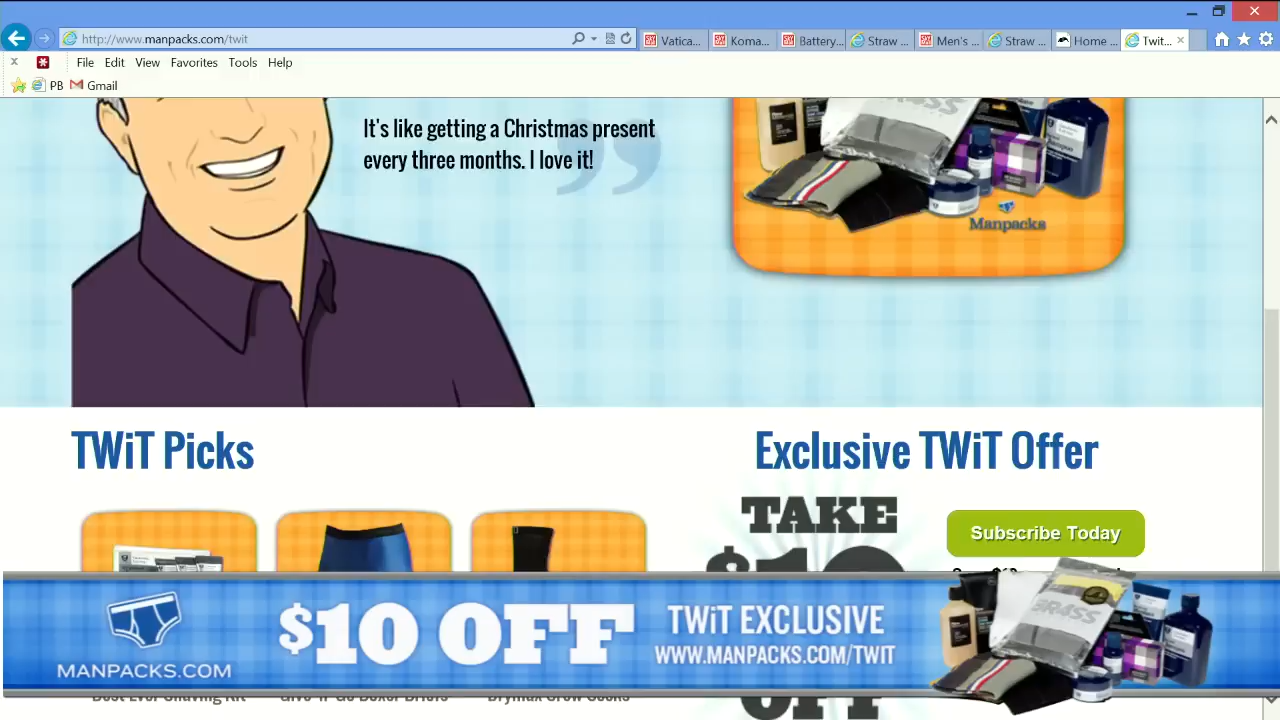 http://www.manpacks.com/twit
Vatica...
Koma...
Battery...
Straw ...
Men's ...
Straw ...
Home ...
Twit...
File Edit View Favorites Tools Help
PB Gmail
It's like getting a Christmas present
every three months. I love it!
Manpacks
TWiT Picks
Exclusive TWiT Offer
TAKE
$10
OFF
Subscribe Today
MANPACKS.COM
$10 OFF
TWiT EXCLUSIVE
WWW.MANPACKS.COM/TWIT